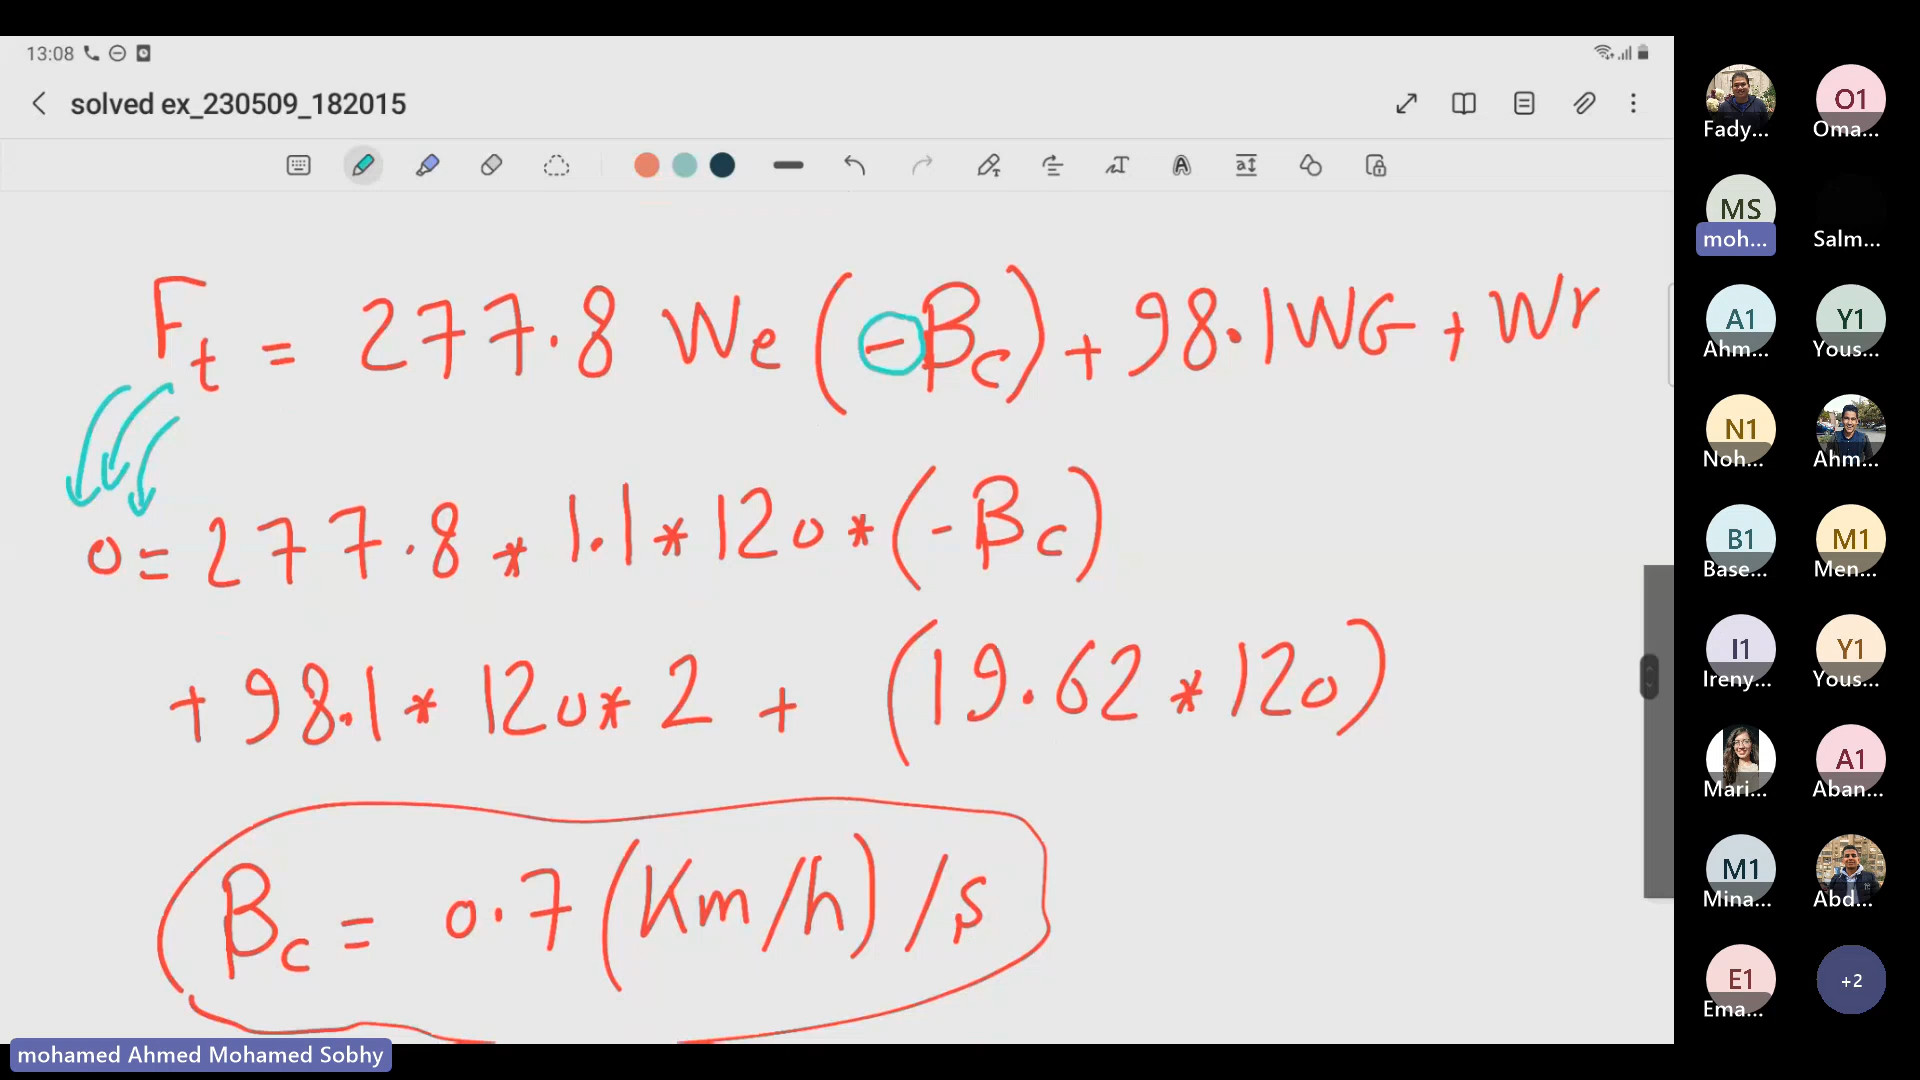 13:08
solved ex_230509_182015
Ft = 277.8 We (-Bc) + 98.1WG + Wr
0 = 277.8 * 1.1 * 120 * (-Bc)
+ 98.1 * 120 * 2 + (19.62 * 120)
Bc = 0.7 (Km/h) /s
mohamed Ahmed Mohamed Sobhy
Fady...
O1
Oma...
MS
moh...
Salm...
A1
Ahm...
Y1
Yous...
N1
Noh...
Ahm...
B1
Base...
M1
Men...
I1
Ireny...
Y1
Yous...
Mari...
A1
Aban...
M1
Mina...
Abd...
E1
Ema...
+2